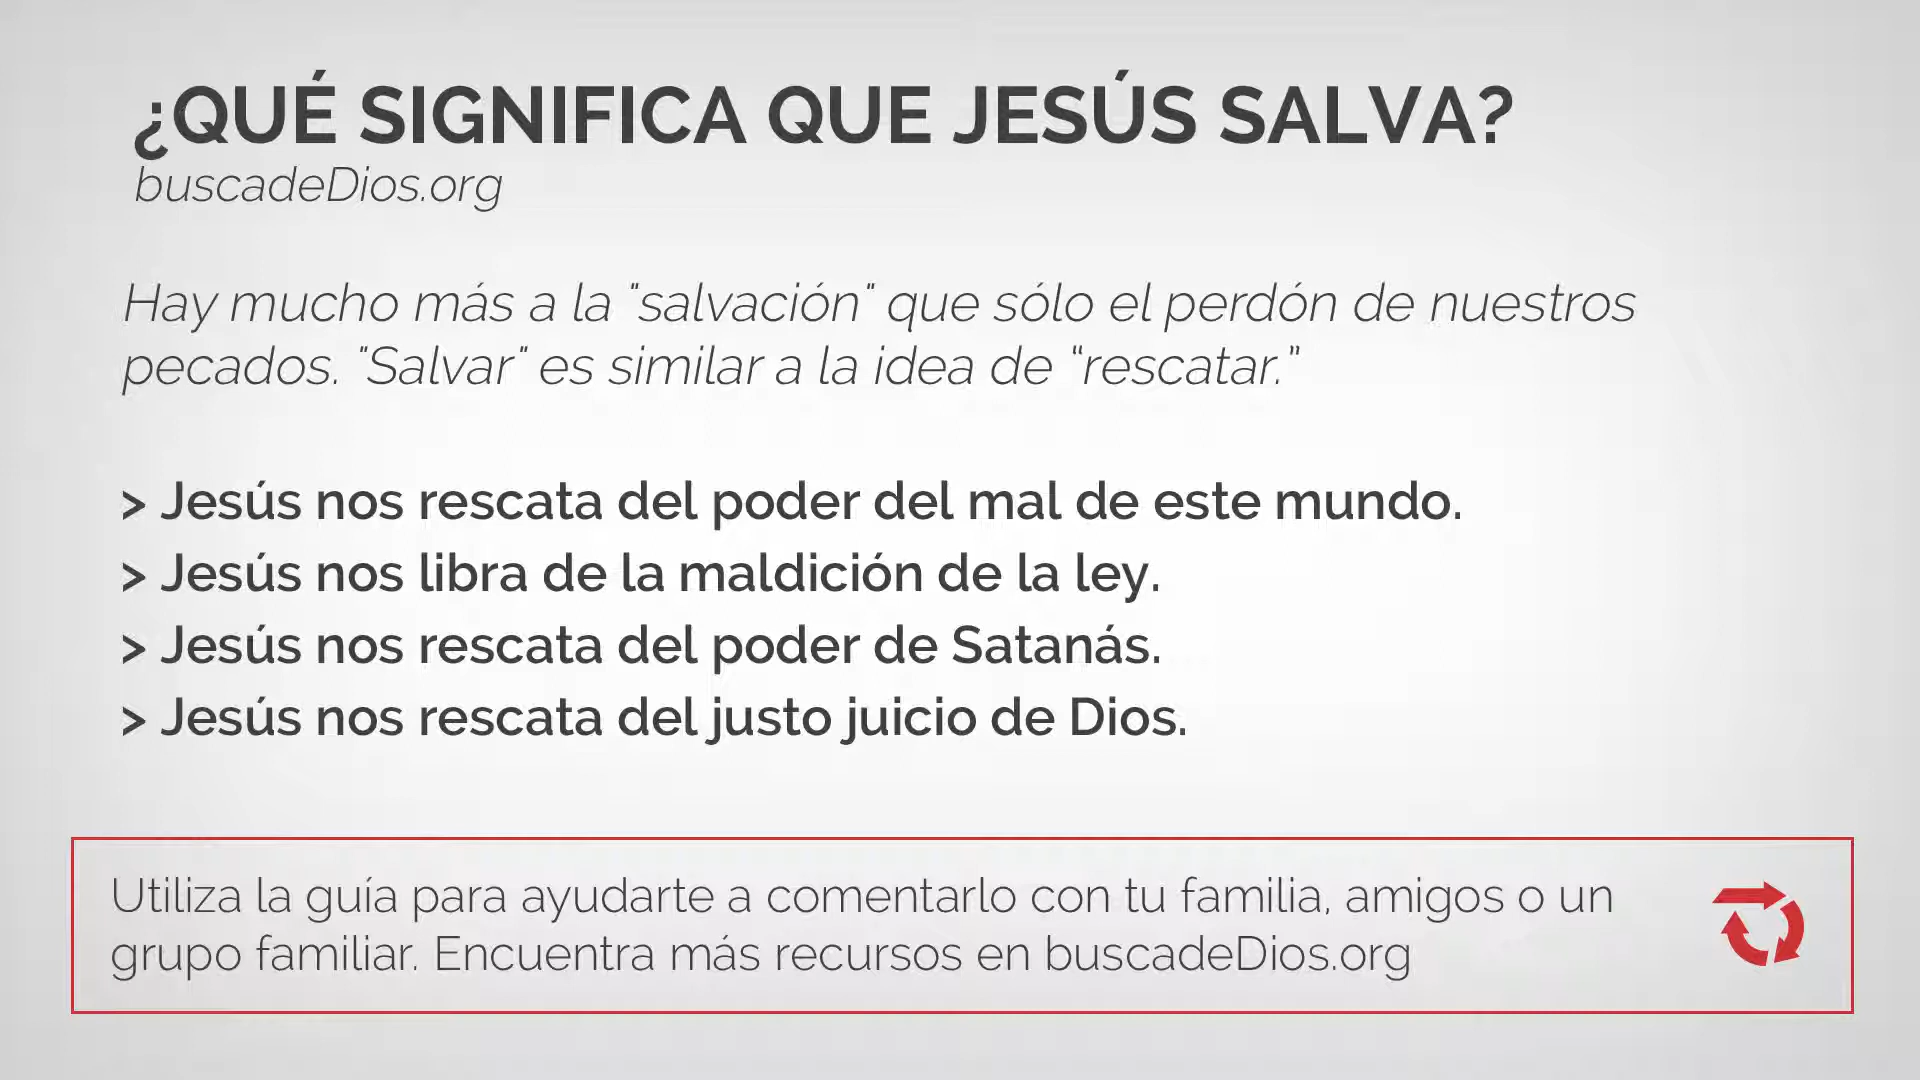 ¿QUÉ SIGNIFICA QUE JESÚS SALVA?
buscadeDios.org
Hay mucho más a la "salvación" que sólo el perdón de nuestros
pecados. "Salvar" es similar a la idea de “rescatar.”
> Jesús nos rescata del poder del mal de este mundo.
> Jesús nos libra de la maldición de la ley.
> Jesús nos rescata del poder de Satanás.
> Jesús nos rescata del justo juicio de Dios.
Utiliza la guía para ayudarte a comentarlo con tu familia, amigos o un
grupo familiar. Encuentra más recursos en buscadeDios.org